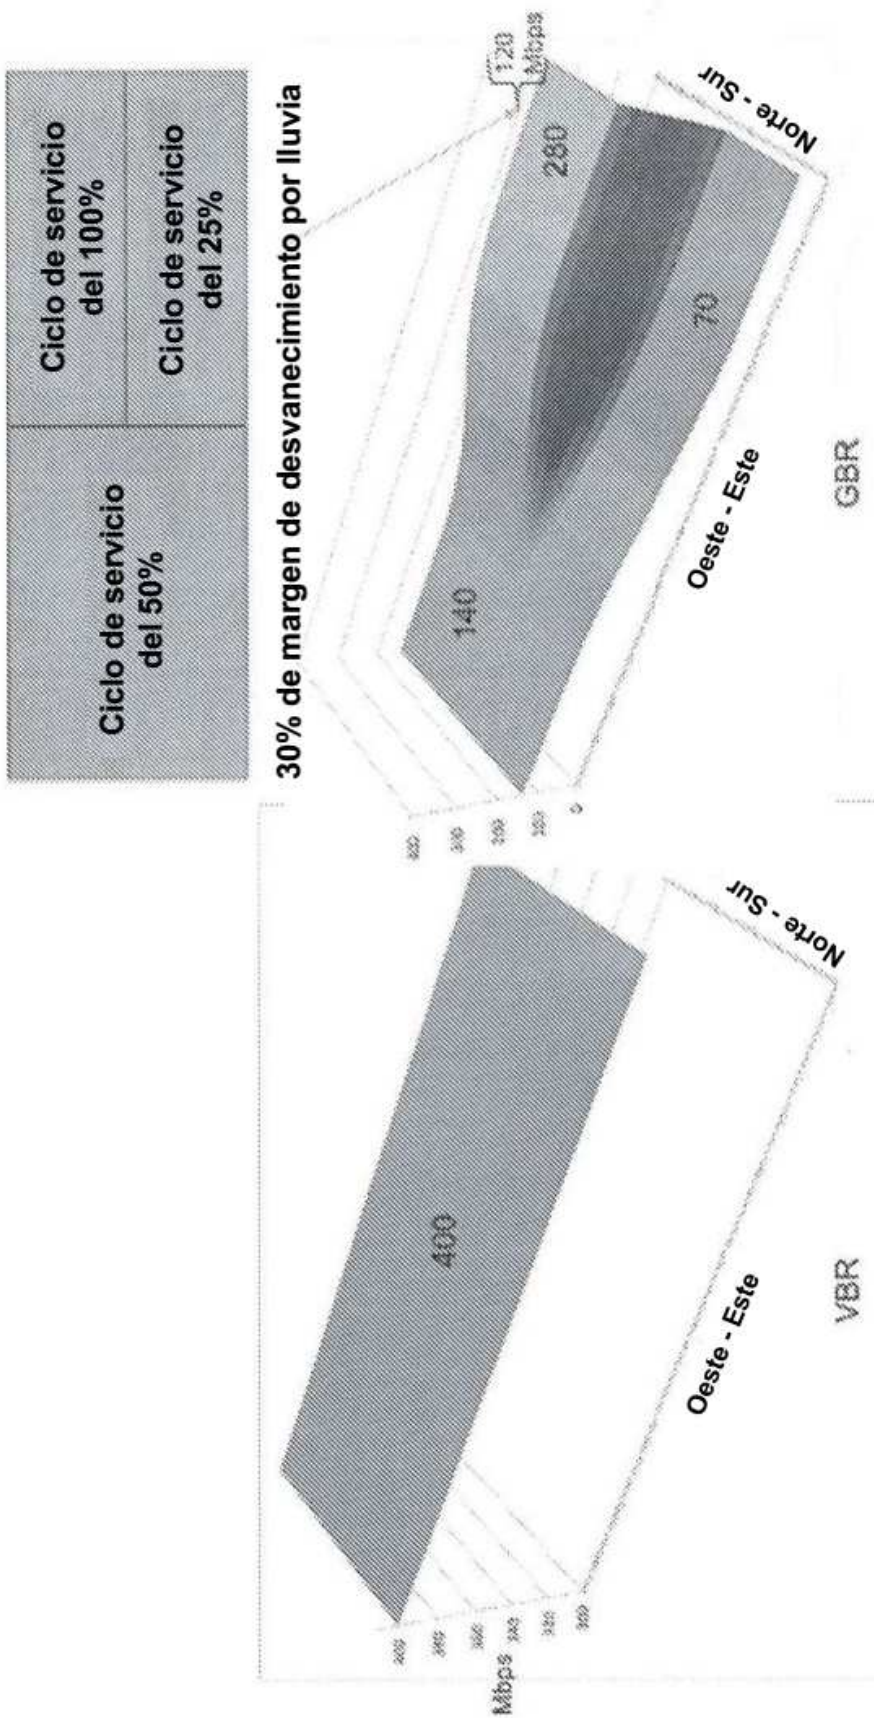 Ciclo de servicio
del 50%
Ciclo de servicio
del 100%
Ciclo de servicio
del 25%
30% de margen de desvanecimiento por lluvia
Mbps
400
Oeste - Este
Norte - Sur
VBR
0
140
280
70
120
Mbps
Oeste - Este
Norte - Sur
GBR